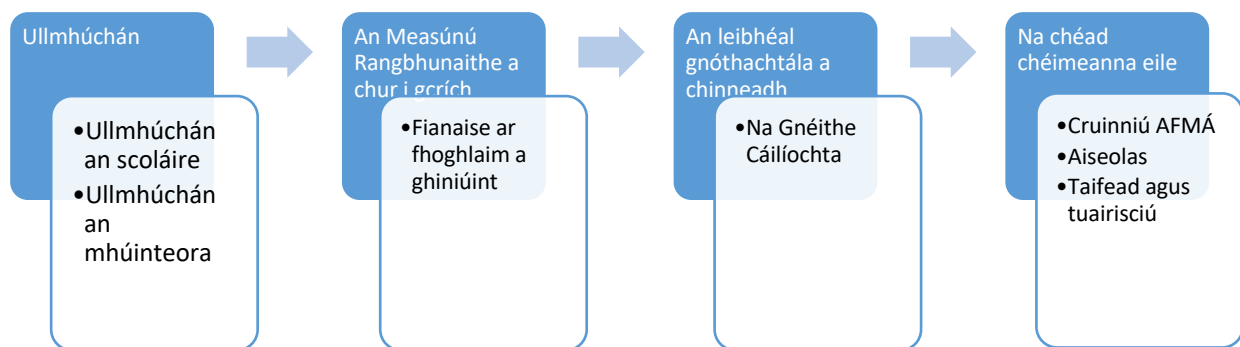 Ullmhúchán
•Ullmhúchán
an scoláire
•Ullmhúchán
an
mhúinteora
An Measúnú
Rangbhunaithe a
chur i gcrích
•Fianaise ar
fhoghlaim a
ghiniúint
An leibhéal
gnóthachtála a
chinneadh
•Na Gnéithe
Cáilíochta
Na chéad
chéimeanna eile
•Cruinniú AFMÁ
•Aiseolas
•Taifead agus
tuairisciú